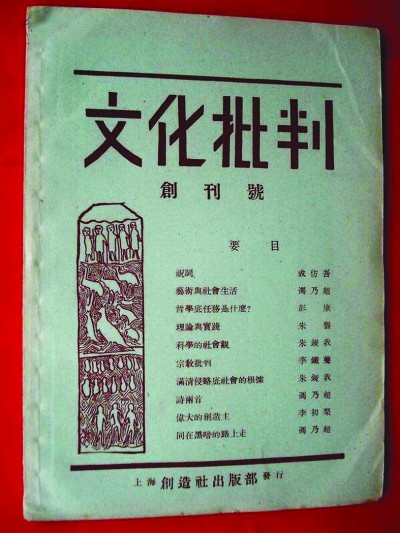 文化批判
創刊號
要目
祝詞 成仿吾
藝術與社會生活 馮乃超
哲學底任務是什麼? 彭康
理論與實踐 朱磐
科學的社會觀 朱鏡我
宗教批判 李鐵聲
滿清侵略底社會的根據 朱鏡我
詩兩首 馮乃超
偉大的創造主 李初梨
同在黑暗的路上走 馮乃超
上海 創造社出版部 發行